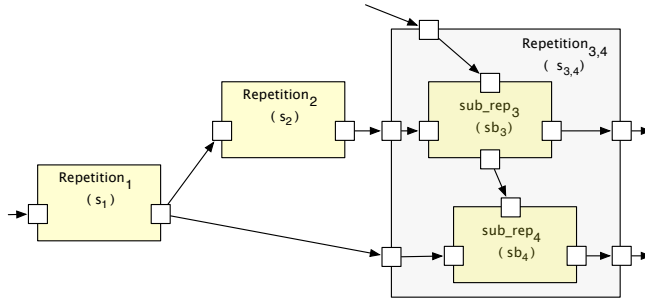 Repetition3,4
( s3,4)
Repetition2
( s2)
sub_rep3
( sb3)
Repetition1
( s1)
sub_rep4
( sb4)